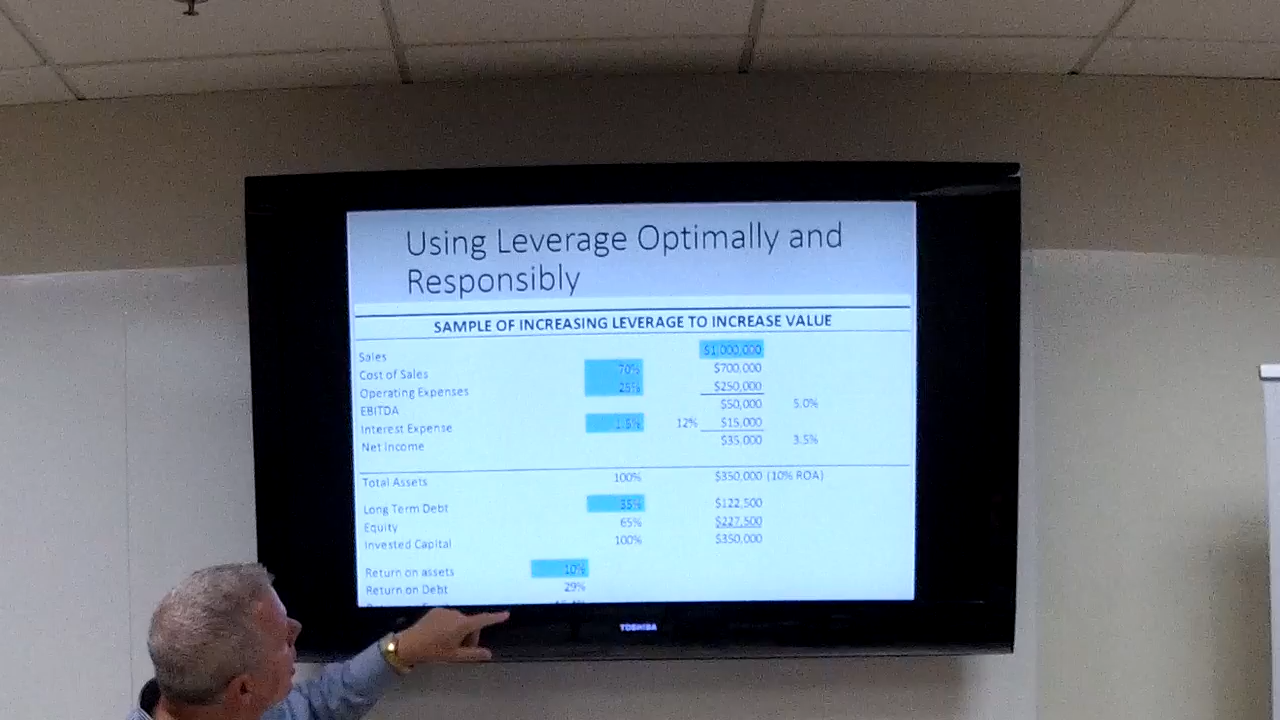 Using Leverage Optimally and
Responsibly
SAMPLE OF INCREASING LEVERAGE TO INCREASE VALUE
Sales $1,000,000
Cost of Sales 70% $700,000
Operating Expenses 25% $250,000
EBITDA $50,000 5.0%
Interest Expense 1.5% 12% $15,000
Net Income $35,000 3.5%
Total Assets 100% $350,000 (10% ROA)
Long Term Debt 35% $122,500
Equity 65% $227,500
Invested Capital 100% $350,000
Return on assets 10%
Return on Debt 29%
TOSHIBA